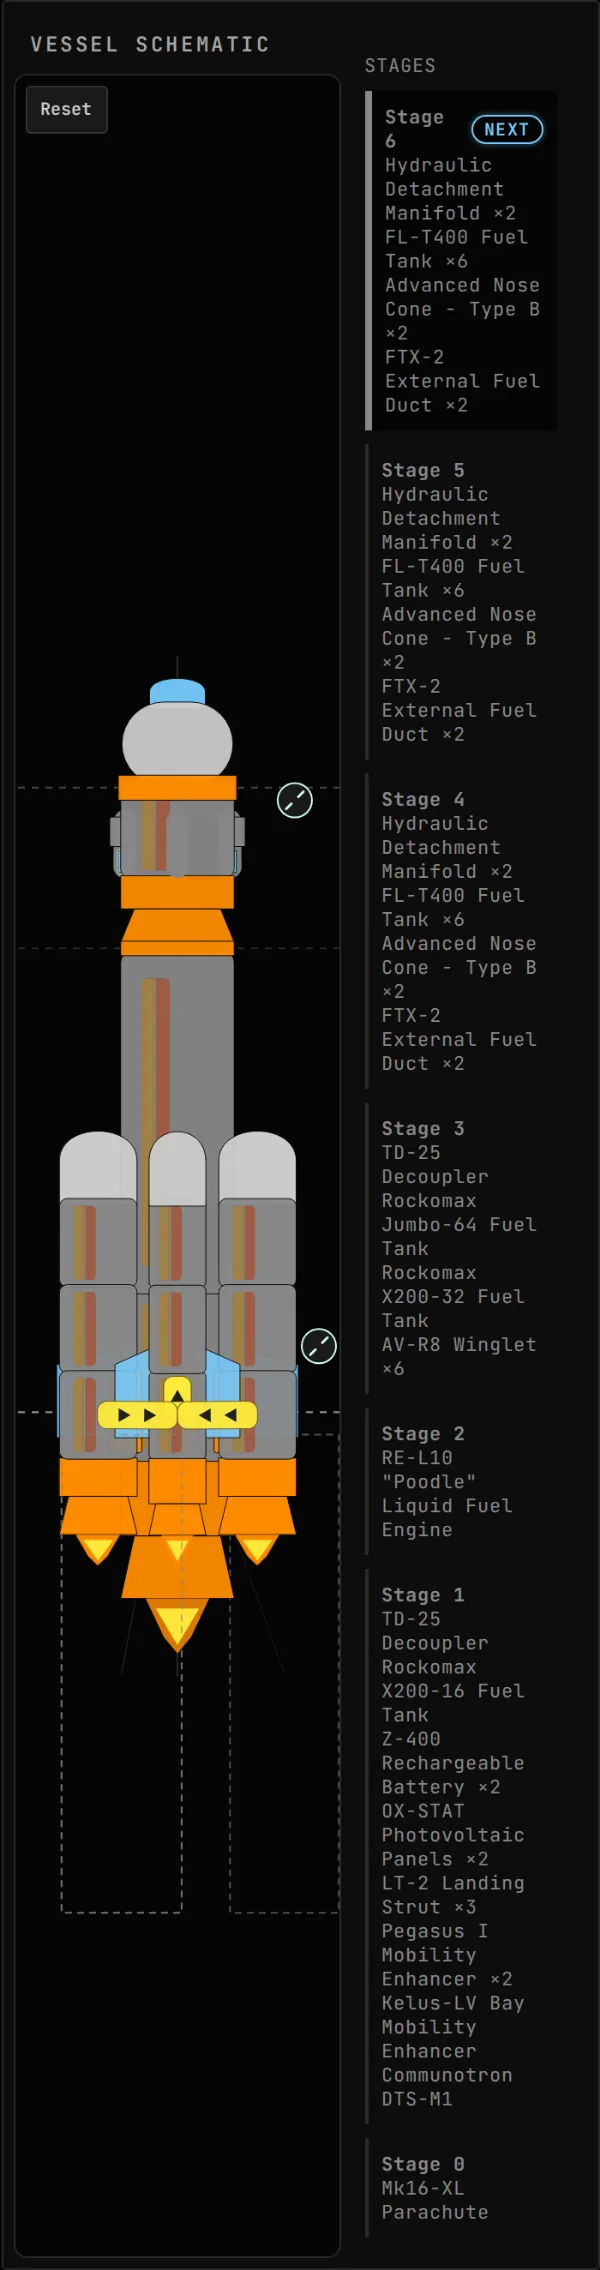 VESSEL SCHEMATIC
Reset
STAGES
Stage
6
NEXT
Hydraulic
Detachment
Manifold ×2
FL-T400 Fuel
Tank ×6
Advanced Nose
Cone - Type B
×2
FTX-2
External Fuel
Duct ×2
Stage 5
Hydraulic
Detachment
Manifold ×2
FL-T400 Fuel
Tank ×6
Advanced Nose
Cone - Type B
×2
FTX-2
External Fuel
Duct ×2
Stage 4
Hydraulic
Detachment
Manifold ×2
FL-T400 Fuel
Tank ×6
Advanced Nose
Cone - Type B
×2
FTX-2
External Fuel
Duct ×2
Stage 3
TD-25
Decoupler
Rockomax
Jumbo-64 Fuel
Tank
Rockomax
X200-32 Fuel
Tank
AV-R8 Winglet
×6
Stage 2
RE-L10
"Poodle"
Liquid Fuel
Engine
Stage 1
TD-25
Decoupler
Rockomax
X200-16 Fuel
Tank
Z-400
Rechargeable
Battery ×2
OX-STAT
Photovoltaic
Panels ×2
LT-2 Landing
Strut ×3
Pegasus I
Mobility
Enhancer ×2
Kelus-LV Bay
Mobility
Enhancer
Communotron
DTS-M1
Stage 0
Mk16-XL
Parachute